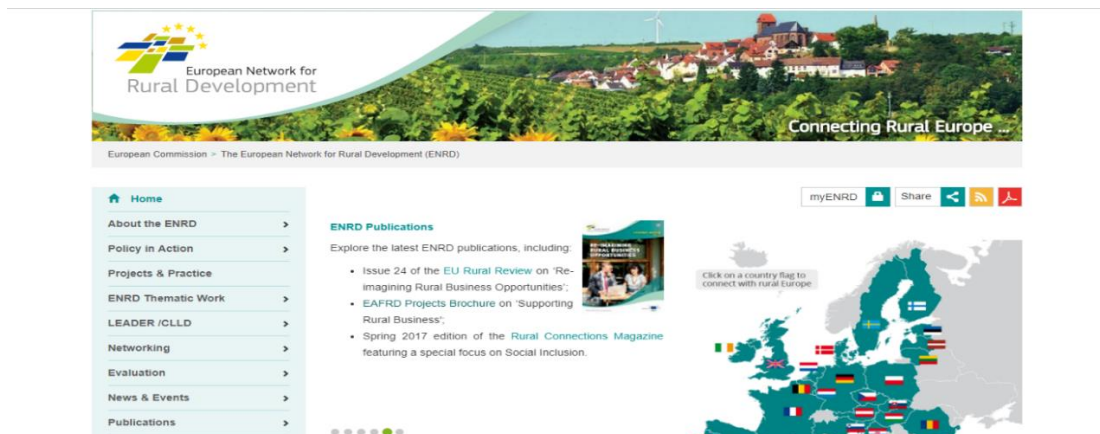 European Network for
Rural Development
Connecting Rural Europe ...
European Commission > The European Network for Rural Development (ENRD)
Home
About the ENRD
Policy in Action
Projects & Practice
ENRD Thematic Work
LEADER /CLLD
Networking
Evaluation
News & Events
Publications
myENRD
Share
ENRD Publications
Explore the latest ENRD publications, including:
• Issue 24 of the EU Rural Review on 'Re-
imagining Rural Business Opportunities';
• EAFRD Projects Brochure on 'Supporting
Rural Business';
• Spring 2017 edition of the Rural Connections Magazine
featuring a special focus on Social Inclusion.
RE-IMAGINING
RURAL BUSINESS
OPPORTUNITIES
Click on a country flag to
connect with rural Europe